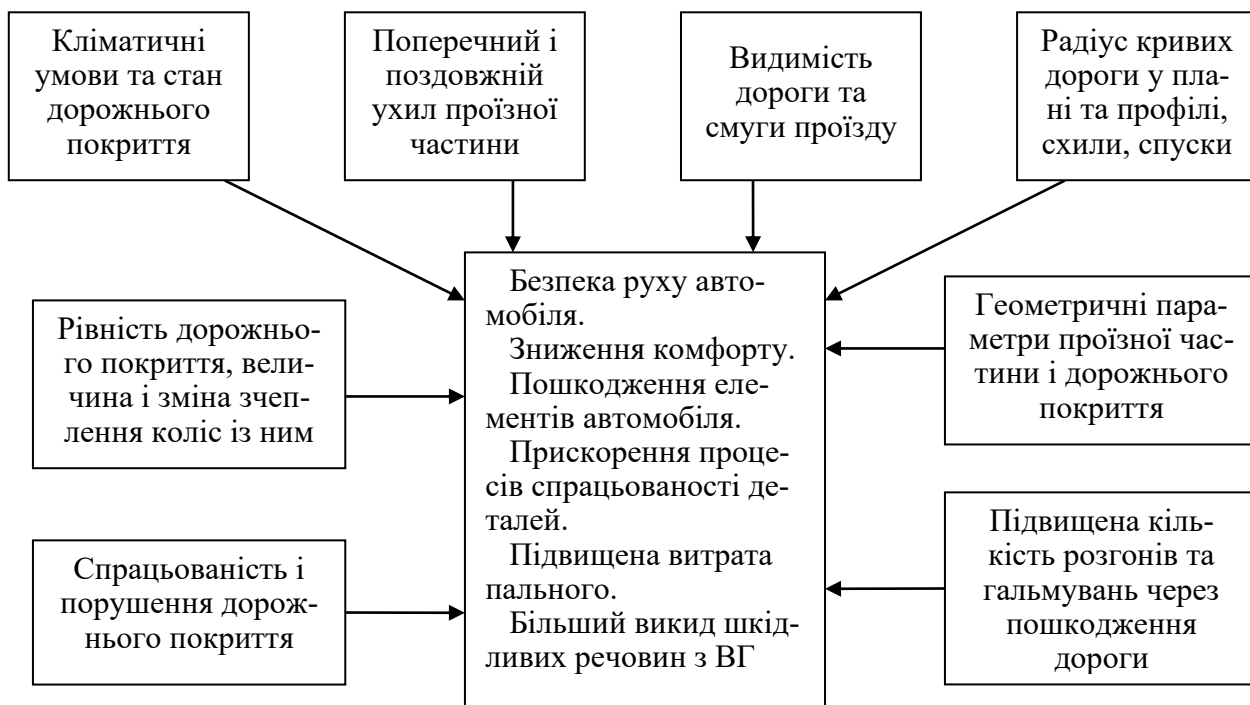 Кліматичні
умови та стан
дорожнього
покриття
Поперечний і
поздовжній
ухил проїзної
частини
Видимість
дороги та
смуги проїзду
Радіус кривих
дороги у пла-
ні та профілі,
схили, спуски
Рівність дорожньо-
го покриття, вели-
чина і зміна зчеп-
лення коліс із ним
Спрацьованість і
порушення дорож-
нього покриття
Безпека руху авто-
мобіля.
Зниження комфорту.
Пошкодження еле-
ментів автомобіля.
Прискорення проце-
сів спрацьованості де-
талей.
Підвищена витрата
пального.
Більший викид шкід-
ливих речовин з ВГ
Геометричні пара-
метри проїзної час-
тини і дорожнього
покриття
Підвищена кіль-
кість розгонів та
гальмувань через
пошкодження
дороги